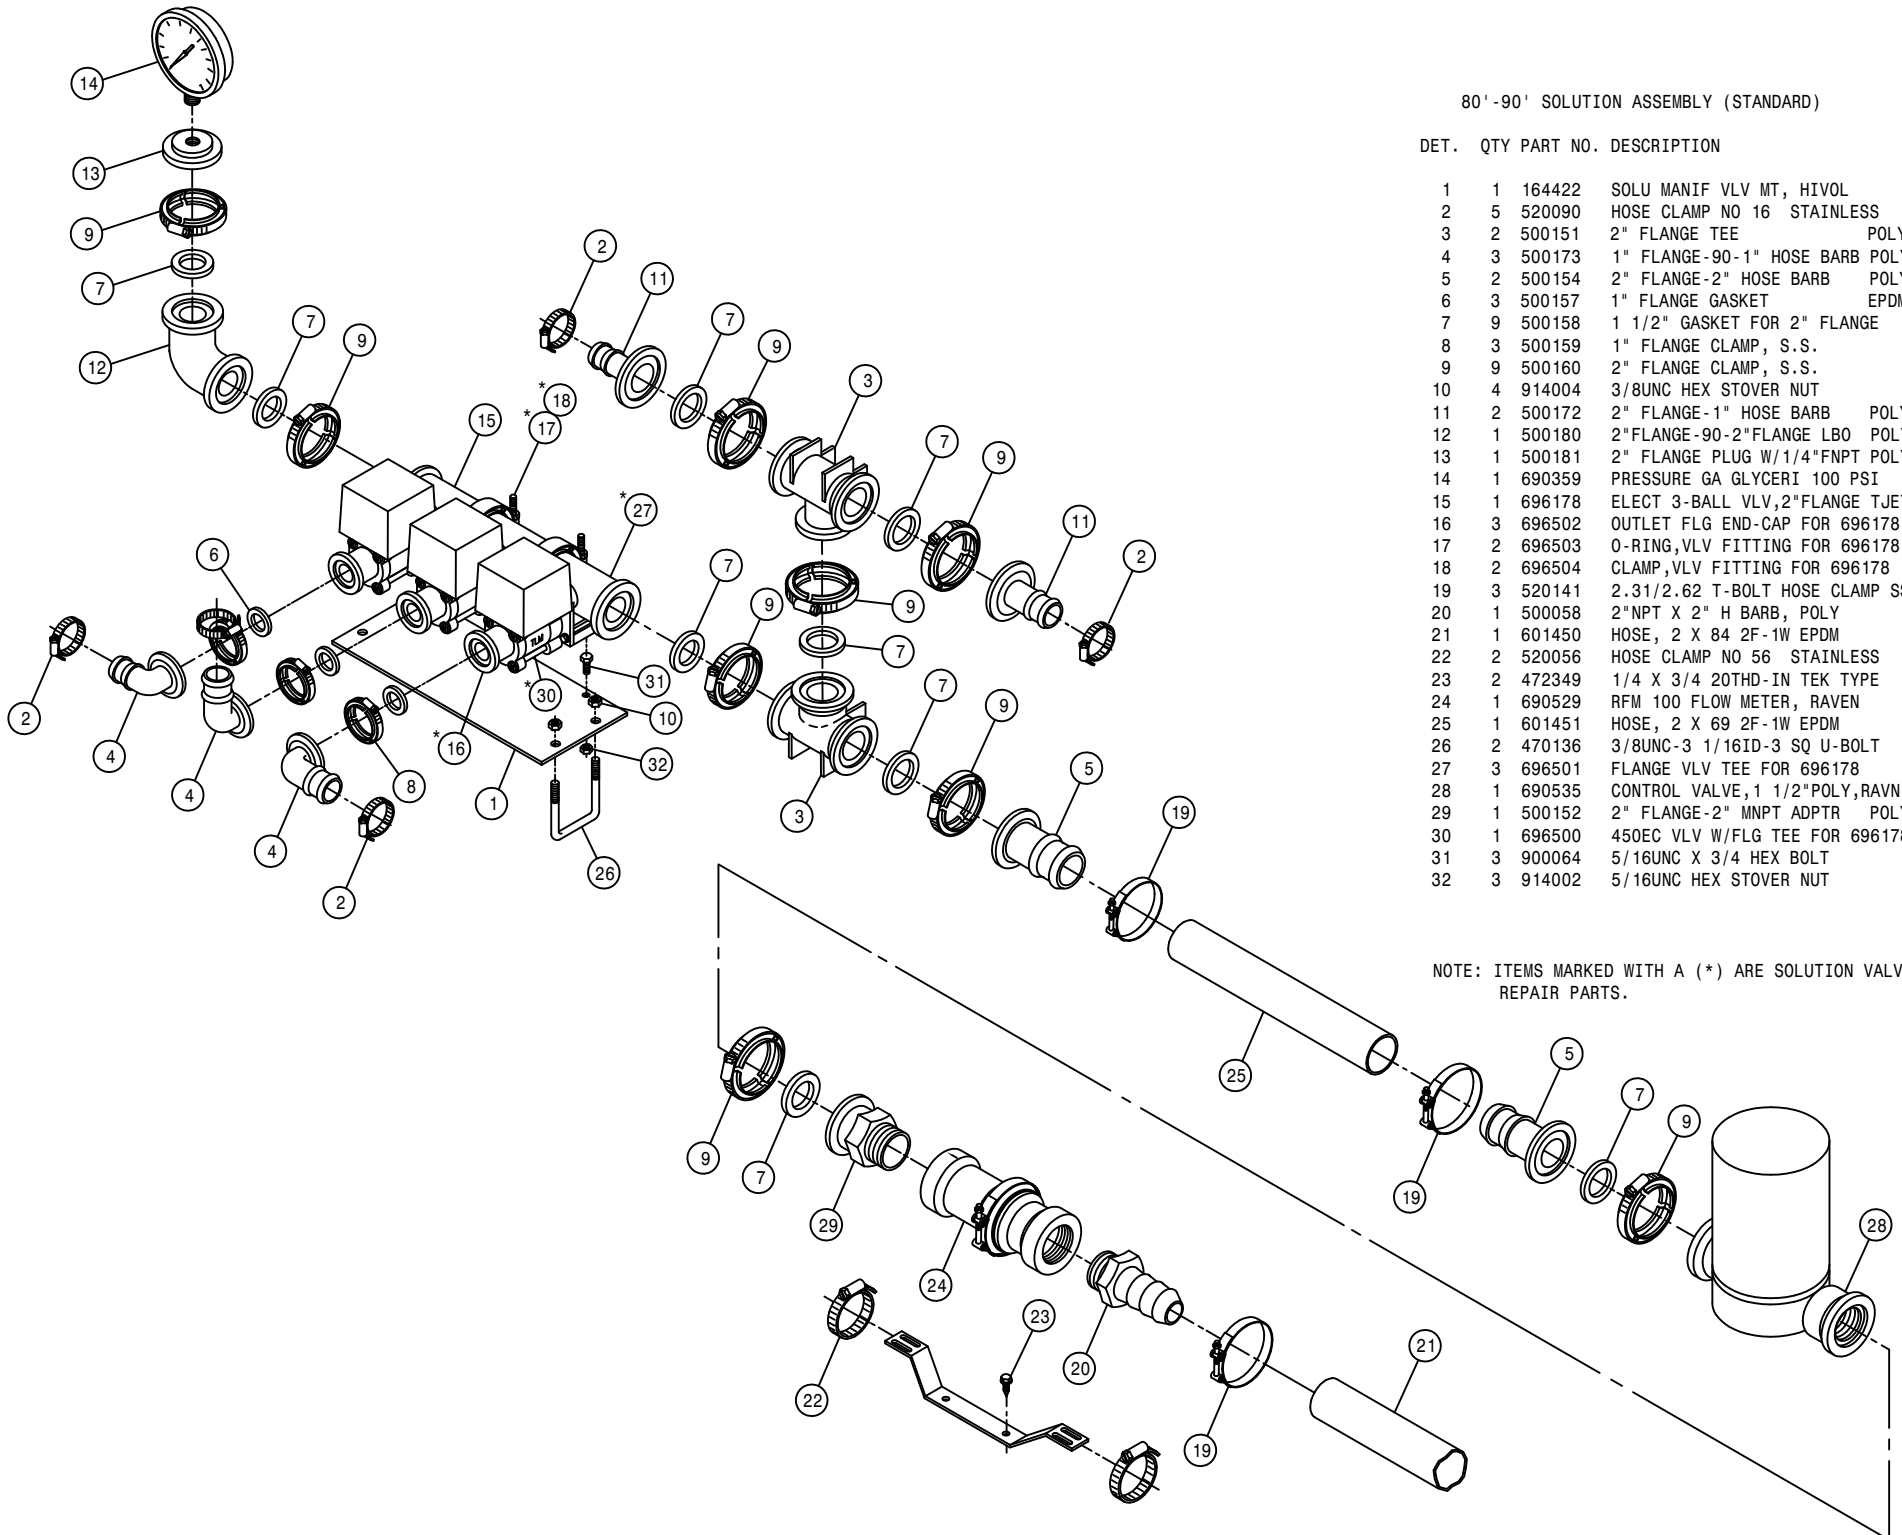 80'-90' SOLUTION ASSEMBLY (STANDARD)
DET. QTY PART NO. DESCRIPTION
1 1 164422 SOLU MANIF VLV MT, HIVOL
2 5 520090 HOSE CLAMP NO 16 STAINLESS
3 2 500151 2" FLANGE TEE POLY
4 3 500173 1" FLANGE-90-1" HOSE BARB POLY
5 2 500154 2" FLANGE-2" HOSE BARB POLY
6 3 500157 1" FLANGE GASKET EPDM
7 9 500158 1 1/2" GASKET FOR 2" FLANGE
8 3 500159 1" FLANGE CLAMP, S.S.
9 9 500160 2" FLANGE CLAMP, S.S.
10 4 914004 3/8UNC HEX STOVER NUT
11 2 500172 2" FLANGE-1" HOSE BARB POLY
12 1 500180 2"FLANGE-90-2"FLANGE LBO POLY
13 1 500181 2" FLANGE PLUG W/1/4"FNPT POLY
14 1 690359 PRESSURE GA GLYCERI 100 PSI
15 1 696178 ELECT 3-BALL VLV,2"FLANGE TJET
16 3 696502 OUTLET FLG END-CAP FOR 696178
17 2 696503 O-RING,VLV FITTING FOR 696178
18 2 696504 CLAMP,VLV FITTING FOR 696178
19 3 520141 2.31/2.62 T-BOLT HOSE CLAMP SS
20 1 500058 2"NPT X 2" H BARB, POLY
21 1 601450 HOSE, 2 X 84 2F-1W EPDM
22 2 520056 HOSE CLAMP NO 56 STAINLESS
23 2 472349 1/4 X 3/4 20THD-IN TEK TYPE
24 1 690529 RFM 100 FLOW METER, RAVEN
25 1 601451 HOSE, 2 X 69 2F-1W EPDM
26 2 470136 3/8UNC-3 1/16ID-3 SQ U-BOLT
27 3 696501 FLANGE VLV TEE FOR 696178
28 1 690535 CONTROL VALVE,1 1/2"POLY,RAVN
29 1 500152 2" FLANGE-2" MNPT ADPTR POLY
30 1 696500 450EC VLV W/FLG TEE FOR 696178
31 3 900064 5/16UNC X 3/4 HEX BOLT
32 3 914002 5/16UNC HEX STOVER NUT
NOTE: ITEMS MARKED WITH A (*) ARE SOLUTION VALV
REPAIR PARTS.
14
13
9
7
12
7
9
2
11
7
9
3
* 18
* 17
15
* 27
7
9
11
2
6
7
9
9
7
2
4
4
4
2
8
* 16
* 30
31
10
32
1
26
3
7
9
5
19
25
19
5
7
9
28
9
7
29
24
20
23
22
19
21
TLM